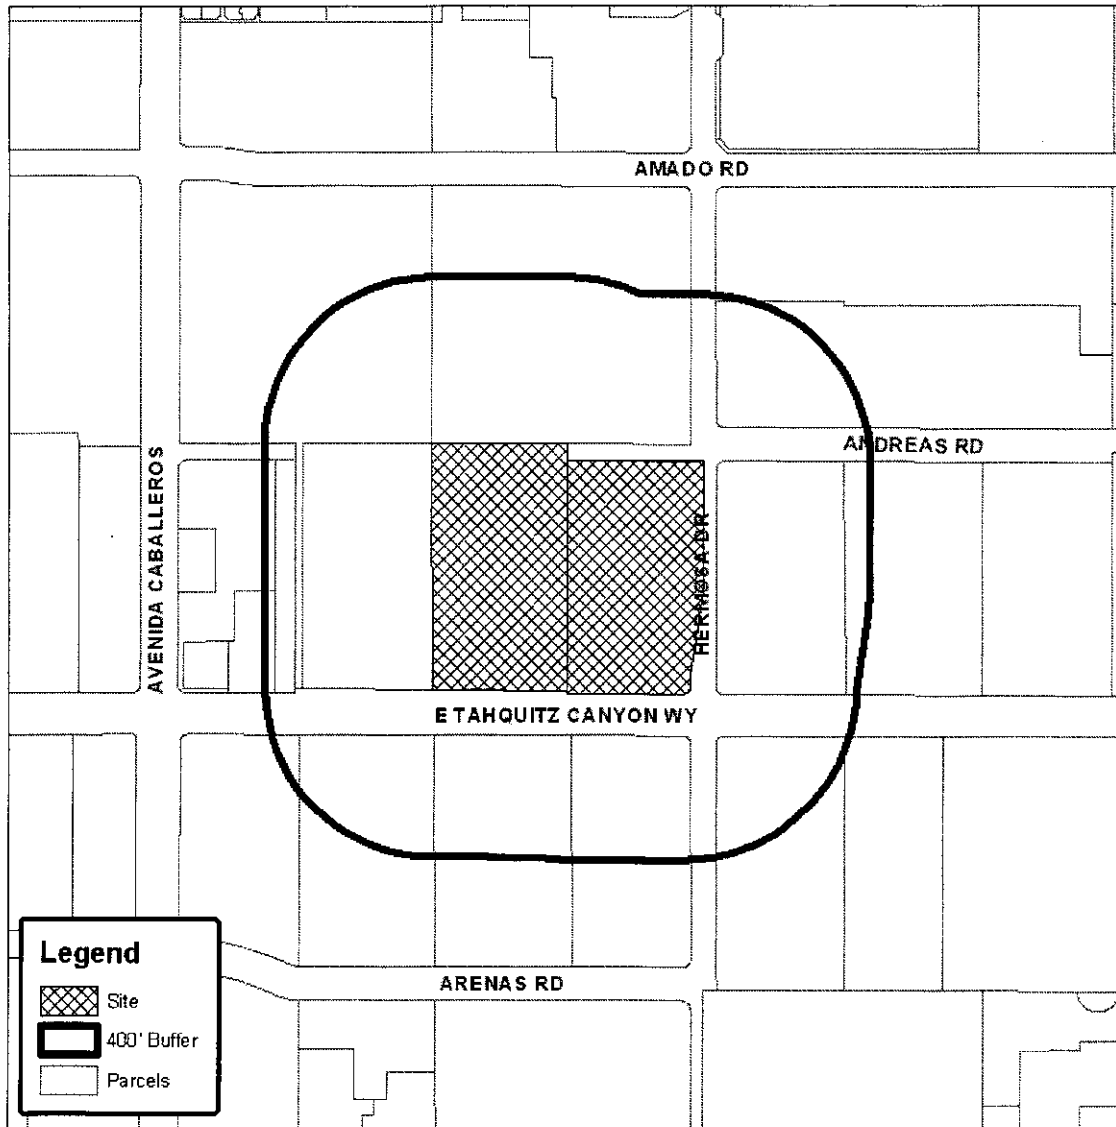 AMADO RD
ANDREAS RD
AVENIDA CABALLEROS
HERMOSA DR
E TAHQUITZ CANYON WY
ARENAS RD
Legend
Site
400' Buffer
Parcels